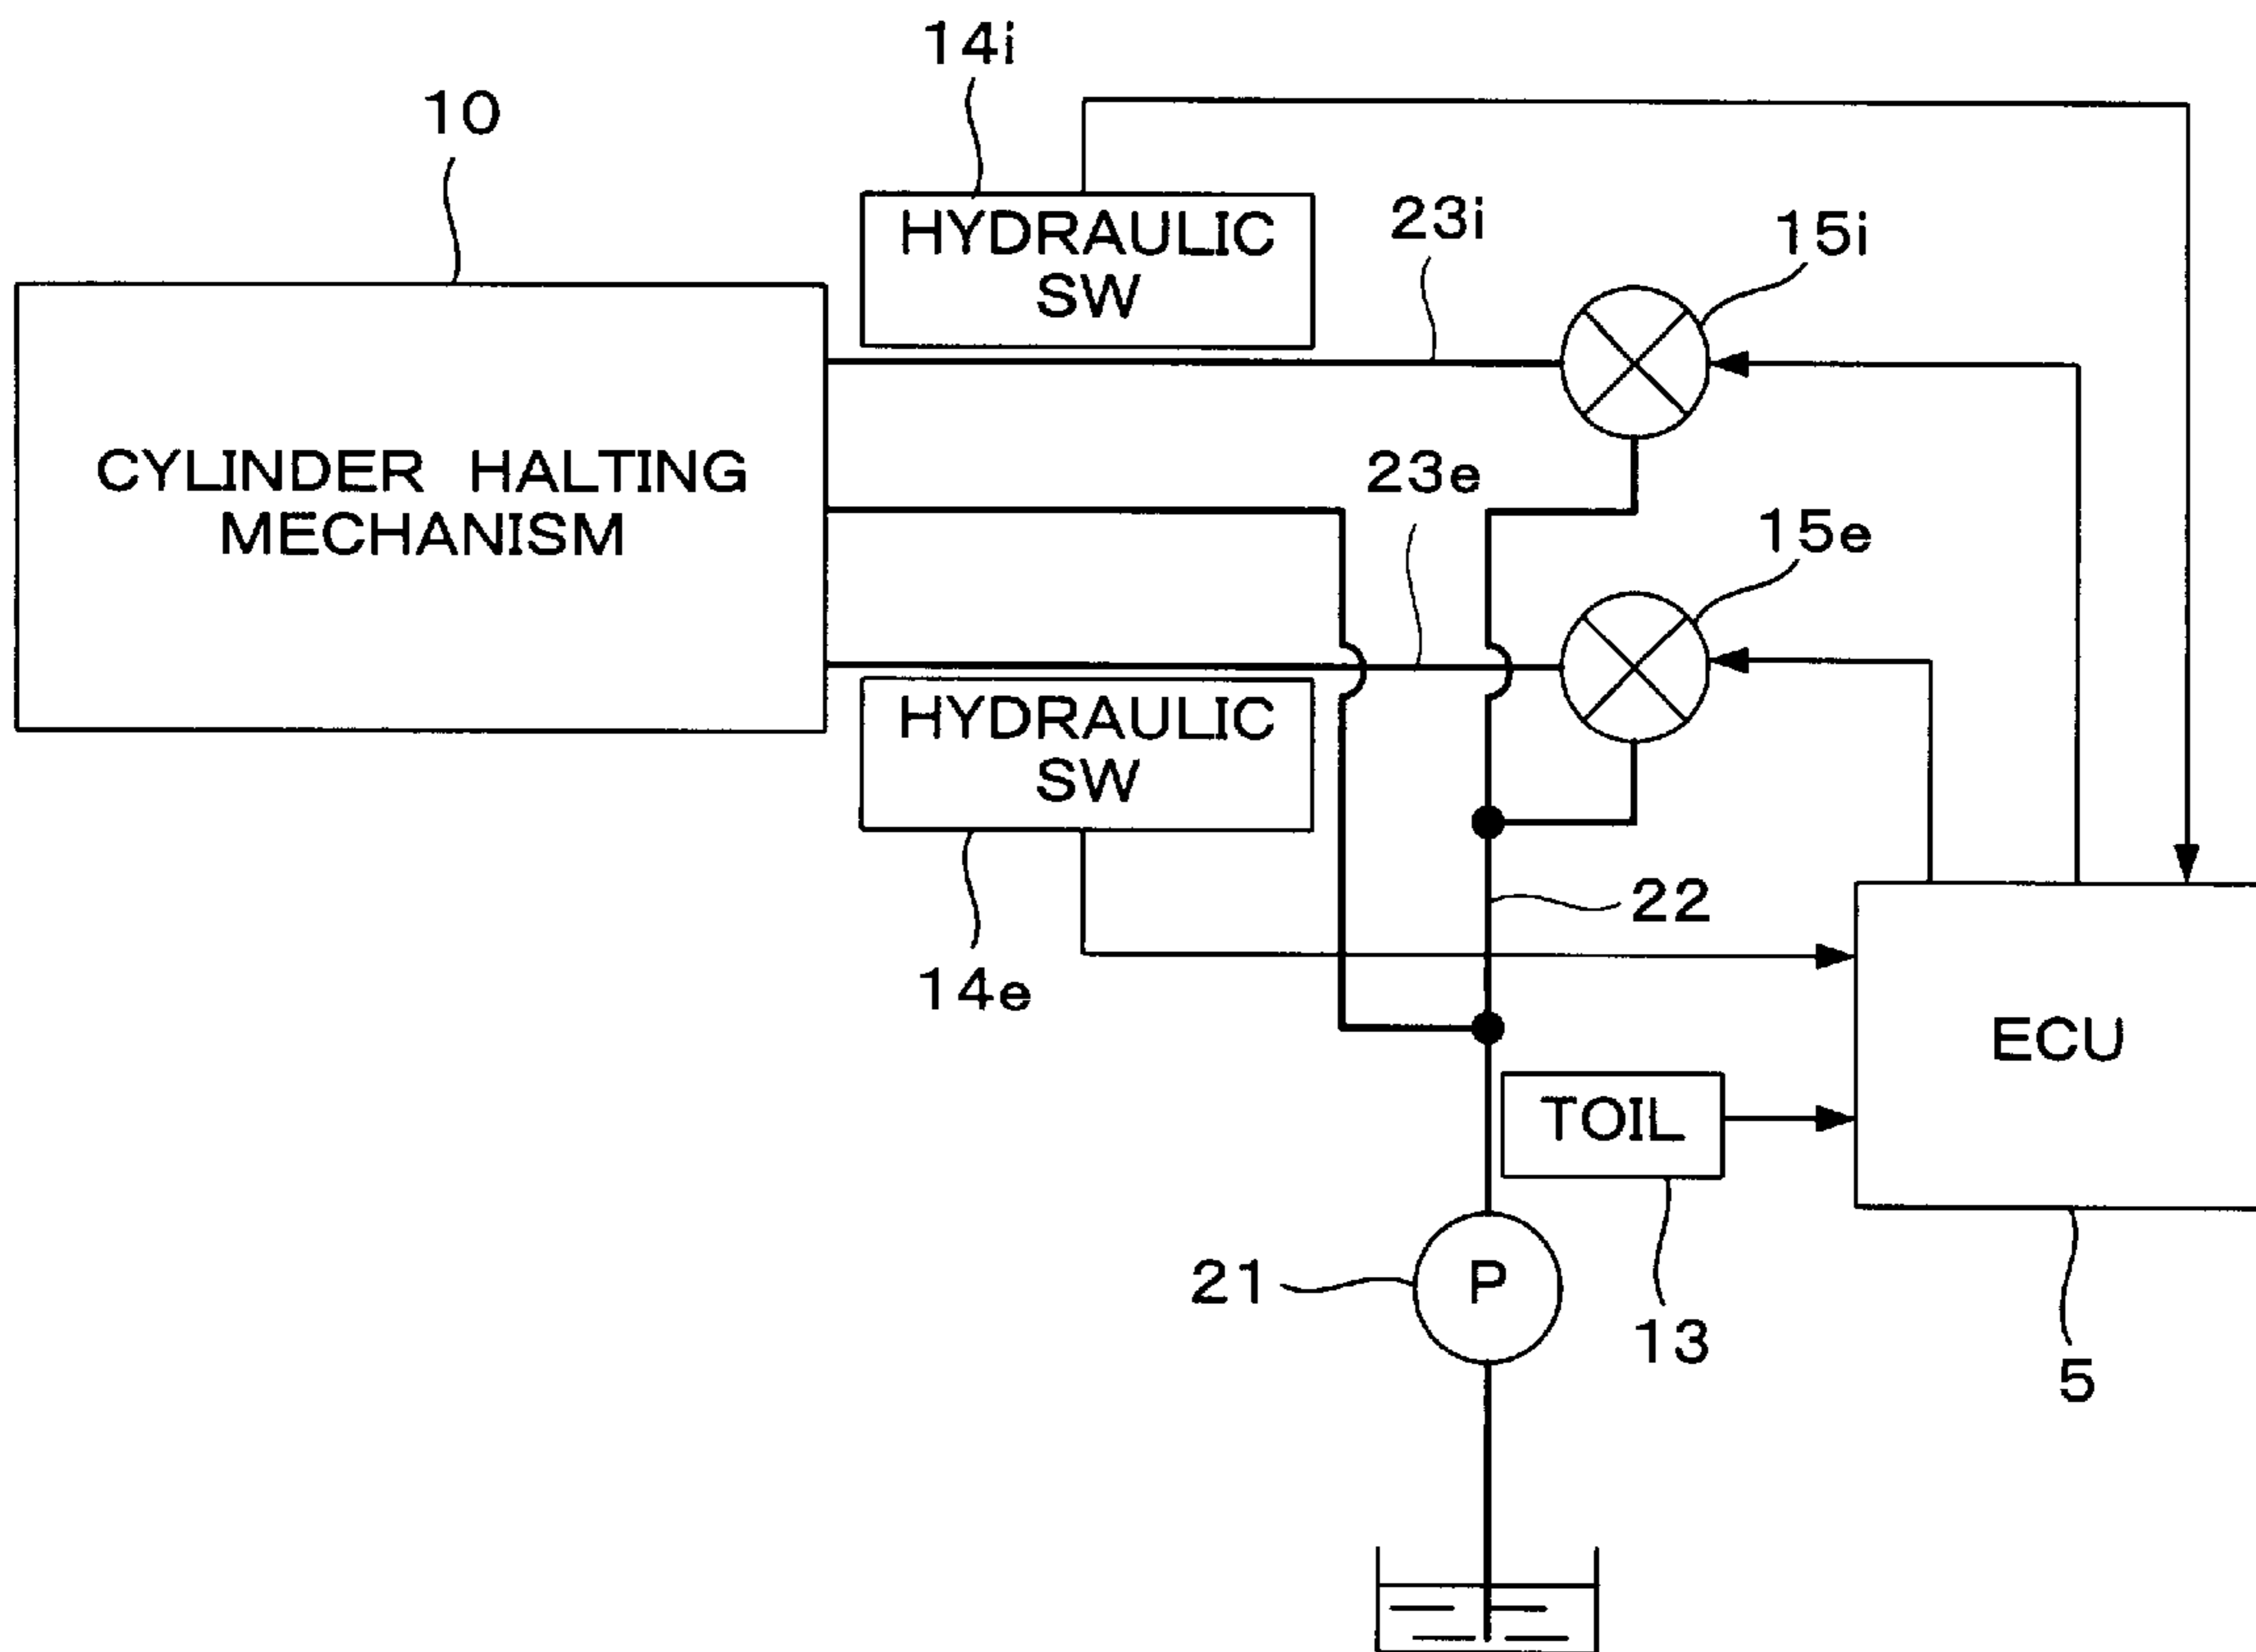 14i
10
HYDRAULIC
SW
23i
15i
CYLINDER HALTING
MECHANISM
23e
15e
HYDRAULIC
SW
22
14e
ECU
TOIL
21
P
13
5